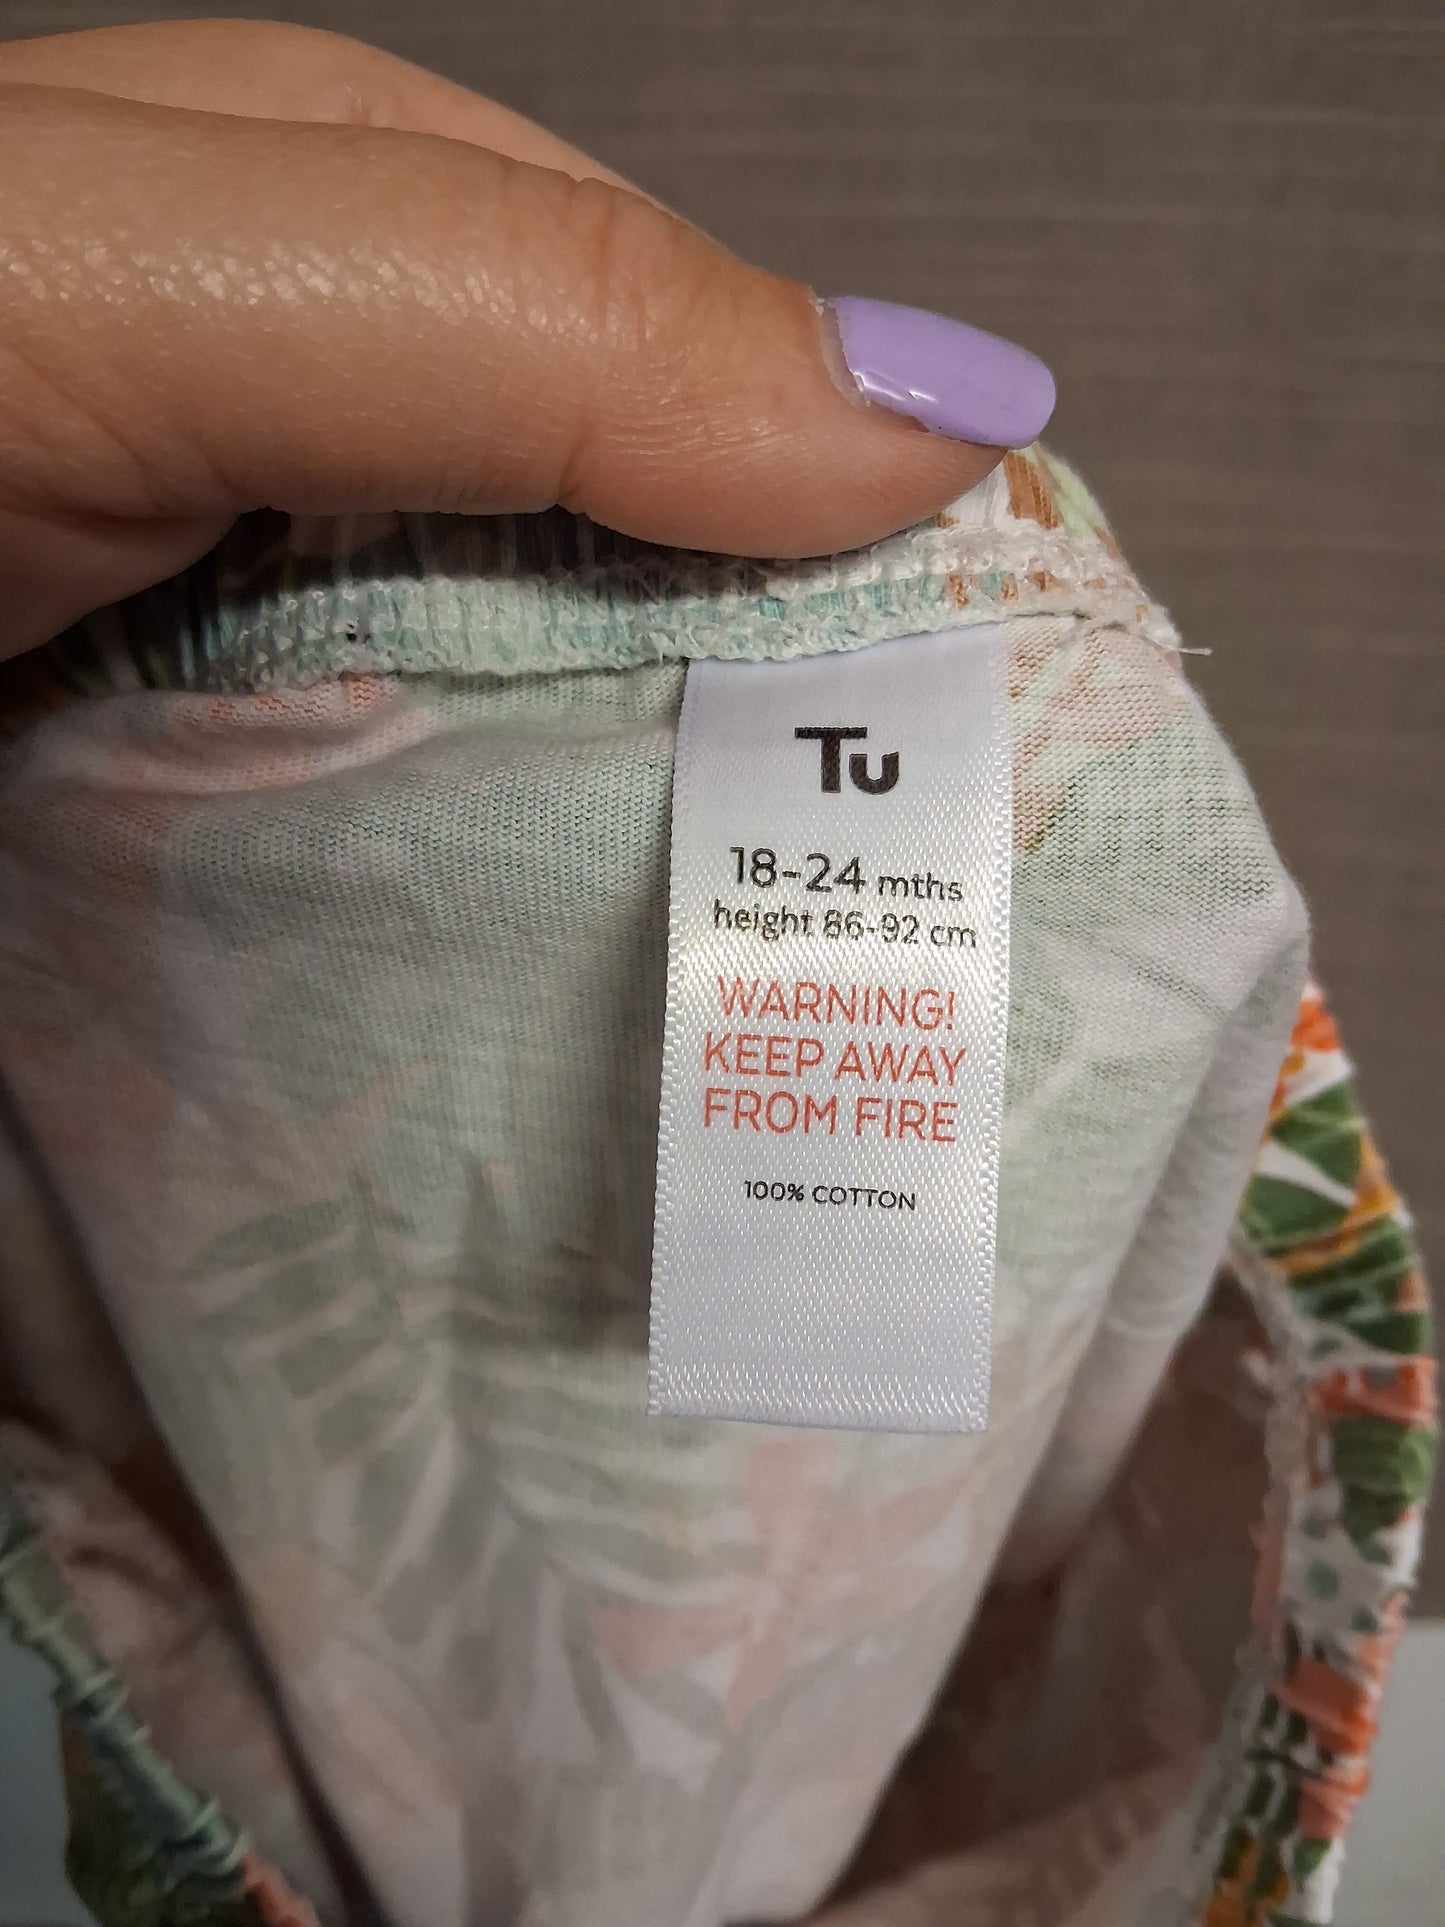 Tu
18-24 mths
height 86-92 cm
WARNING!
KEEP AWAY
FROM FIRE
100% COTTON